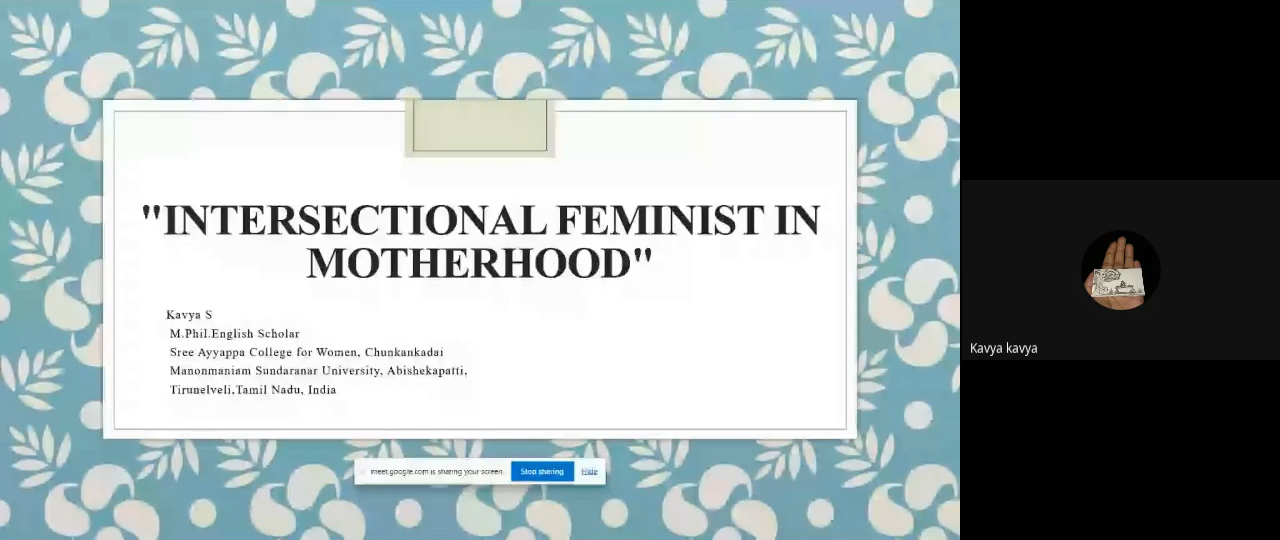 "INTERSECTIONAL FEMINIST IN
MOTHERHOOD"
Kavya S
M.Phil.English Scholar
Sree Ayyappa College for Women, Chunkankadai
Manonmaniam Sundaranar University, Abishekapatti,
Tirunelveli,Tamil Nadu, India
meet.google.com is sharing your screen. Stop sharing Hide
Kavya kavya